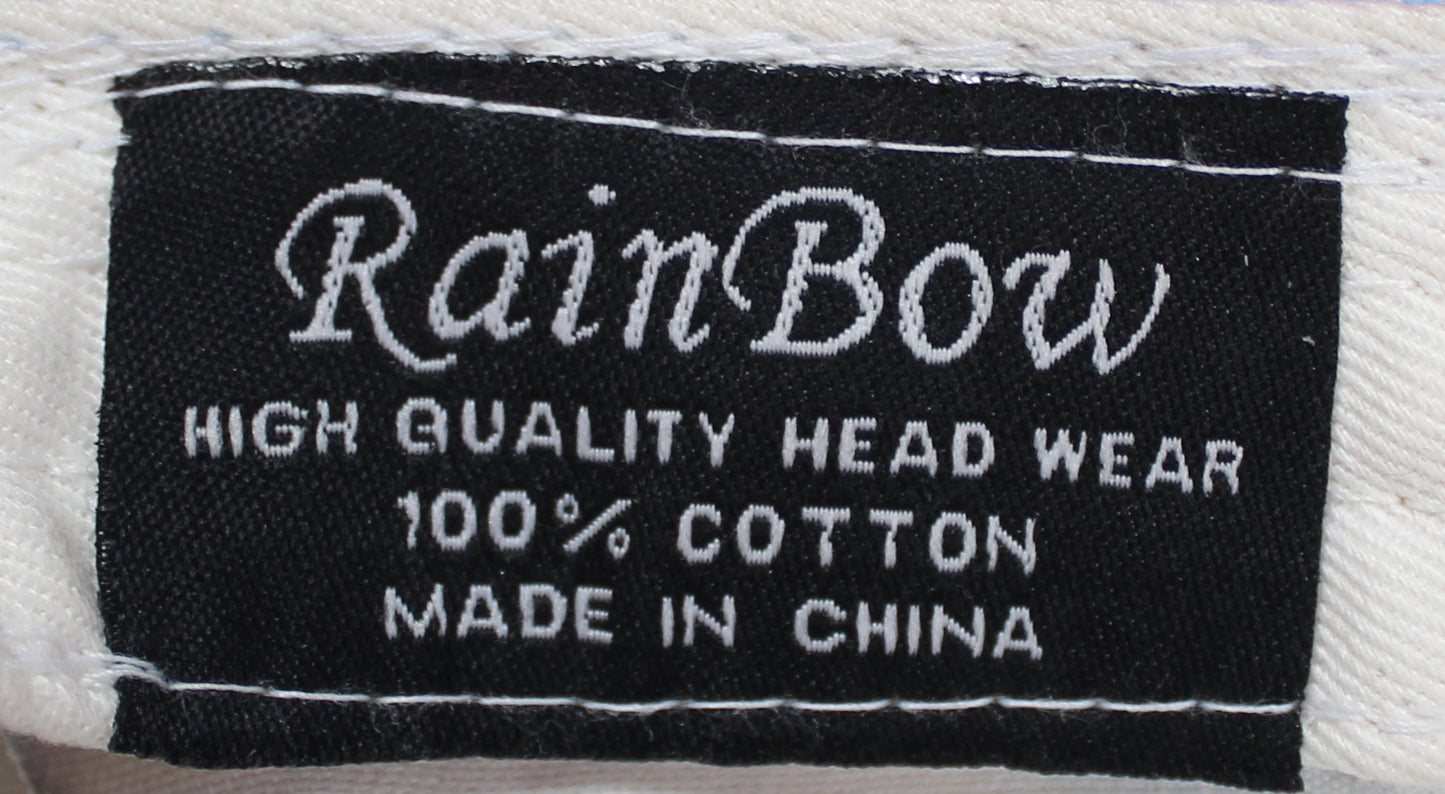 RainBow
HIGH QUALITY HEAD WEAR
100% COTTON
MADE IN CHINA